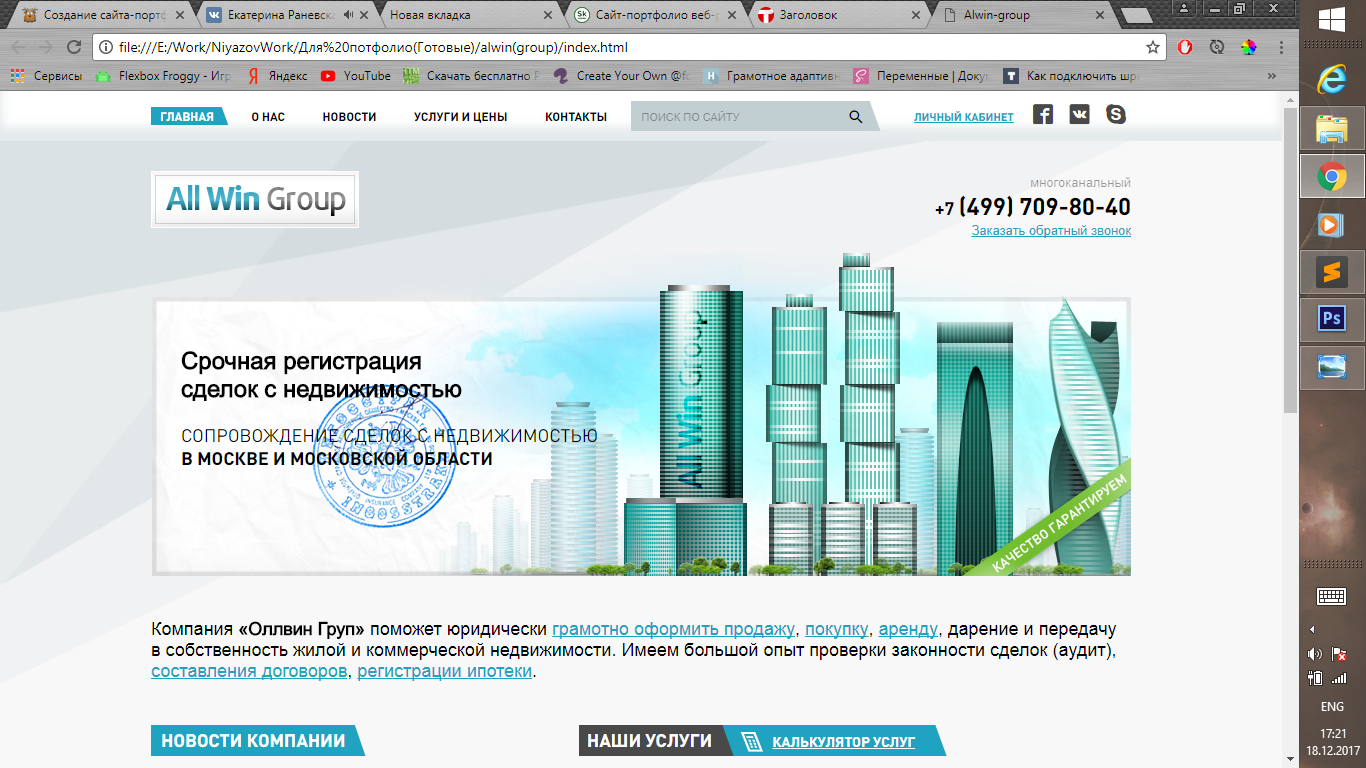 Создание сайта-портф
Екатерина Раневск
Новая вкладка
Сайт-портфолио веб-
Заголовок
Alwin-group
file:///E:/Work/NiyazovWork/Для%20потфолио(Готовые)/alwin(group)/index.html
Сервисы
Flexbox Froggy - Игр
Яндекс
YouTube
Скачать бесплатно F
Create Your Own @fo
Грамотное адаптивн
Переменные | Докум
Как подключить шри
ГЛАВНАЯ
О НАС
НОВОСТИ
УСЛУГИ И ЦЕНЫ
КОНТАКТЫ
ПОИСК ПО САЙТУ
ЛИЧНЫЙ КАБИНЕТ
All Win Group
многоканальный
+7 (499) 709-80-40
Заказать обратный звонок
Срочная регистрация
сделок с недвижимостью
СОПРОВОЖДЕНИЕ СДЕЛОК С НЕДВИЖИМОСТЬЮ
В МОСКВЕ И МОСКОВСКОЙ ОБЛАСТИ
All Win Group
КАЧЕСТВО ГАРАНТИРУЕМ
Компания «Оллвин Груп» поможет юридически грамотно оформить продажу, покупку, аренду, дарение и передачу
в собственность жилой и коммерческой недвижимости. Имеем большой опыт проверки законности сделок (аудит),
составления договоров, регистрации ипотеки.
НОВОСТИ КОМПАНИИ
НАШИ УСЛУГИ
КАЛЬКУЛЯТОР УСЛУГ
Ps
ENG
17:21
18.12.2017